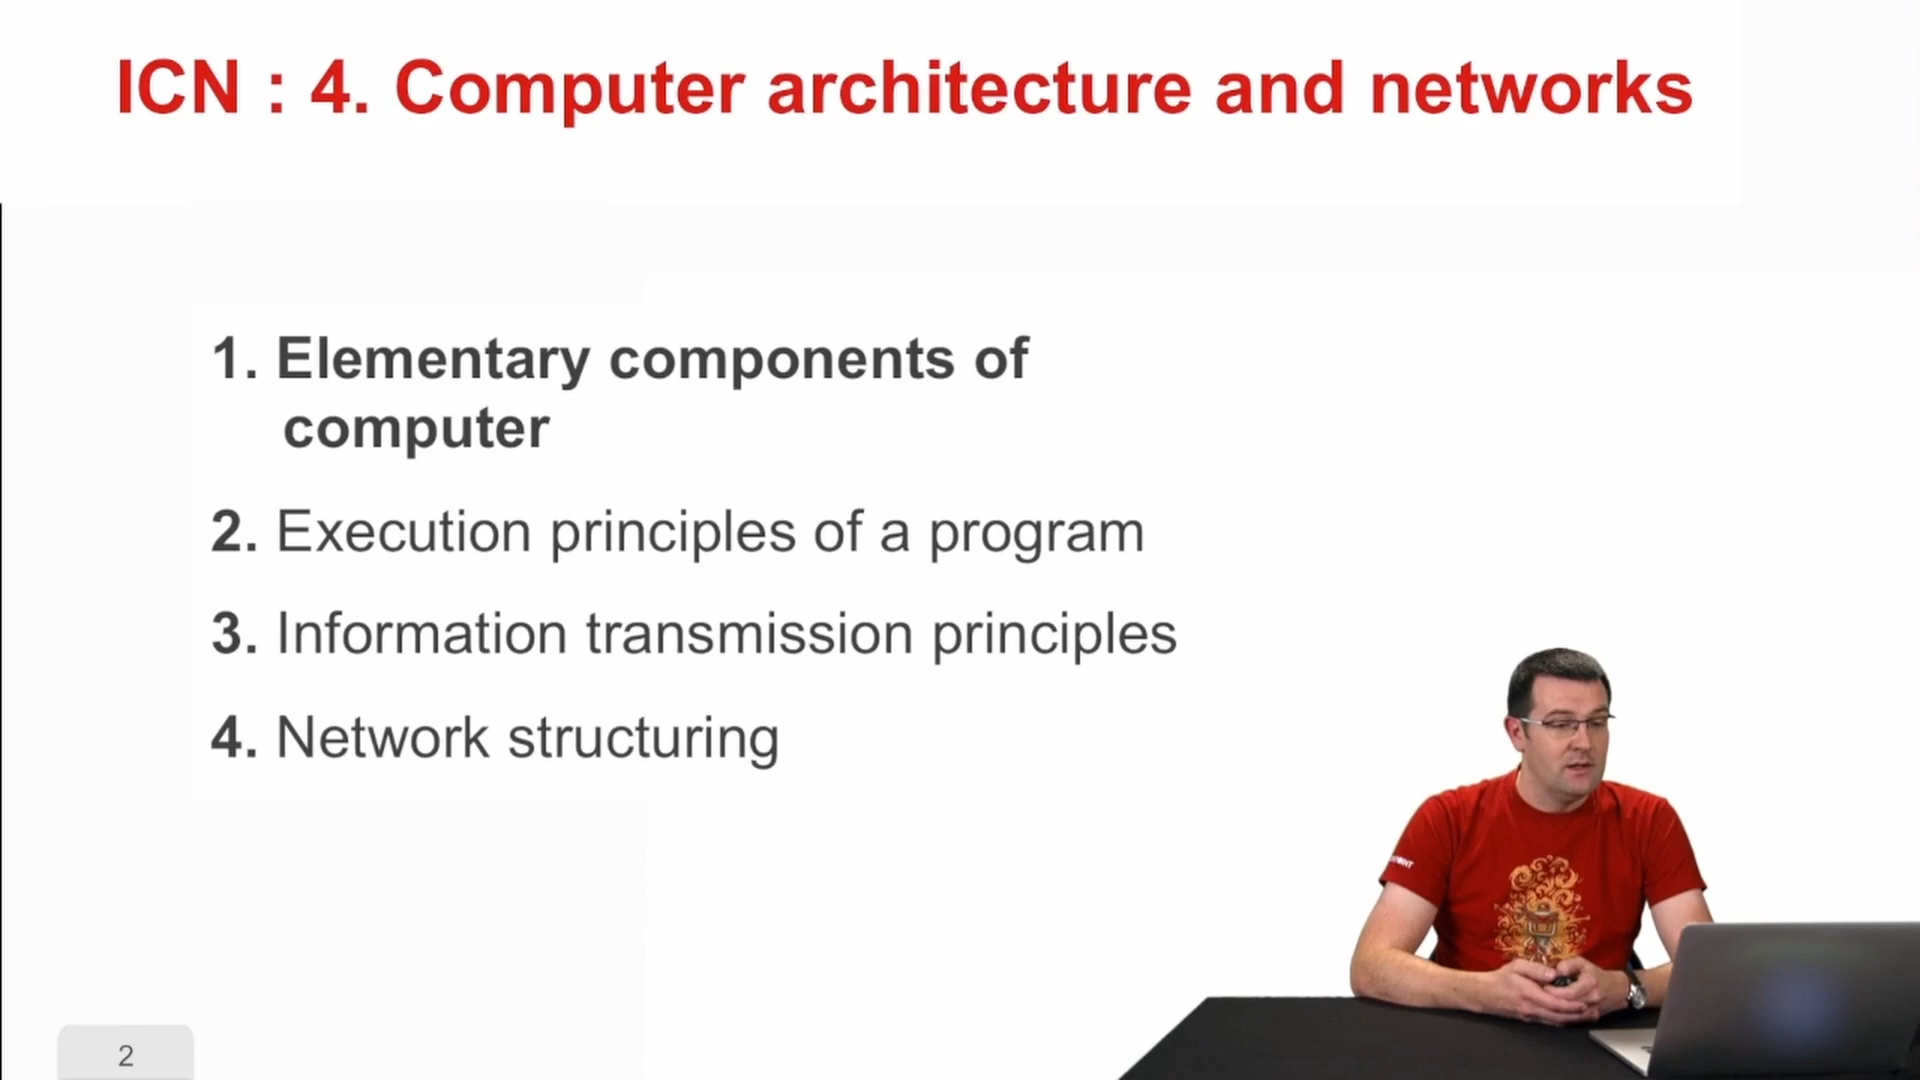 ICN : 4. Computer architecture and networks
1. Elementary components of
computer
2. Execution principles of a program
3. Information transmission principles
4. Network structuring
2